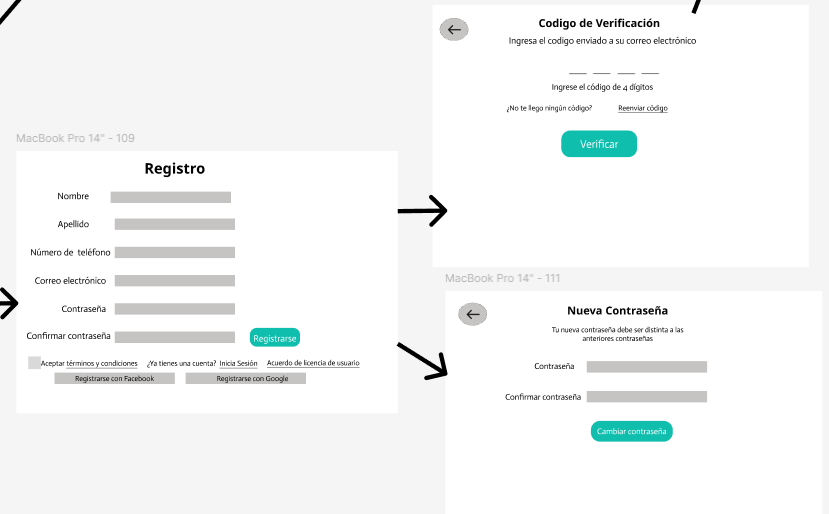 Codigo de Verificación
Ingresa el codigo enviado a su correo electrónico
Ingrese el código de 4 dígitos
¿No te llego ningún código? Reenviar código
Verificar
MacBook Pro 14" - 109
Registro
Nombre
Apellido
Número de teléfono
Correo electrónico
Contraseña
Confirmar contraseña
Registrarse
Aceptar términos y condiciones ¿Ya tienes una cuenta? Inicia Sesión Acuerdo de licencia de usuario
Registrarse con Facebook Registrarse con Google
MacBook Pro 14" - 111
Nueva Contraseña
Tu nueva contraseña debe ser distinta a las
anteriores contraseñas
Contraseña
Confirmar contraseña
Cambiar contraseña